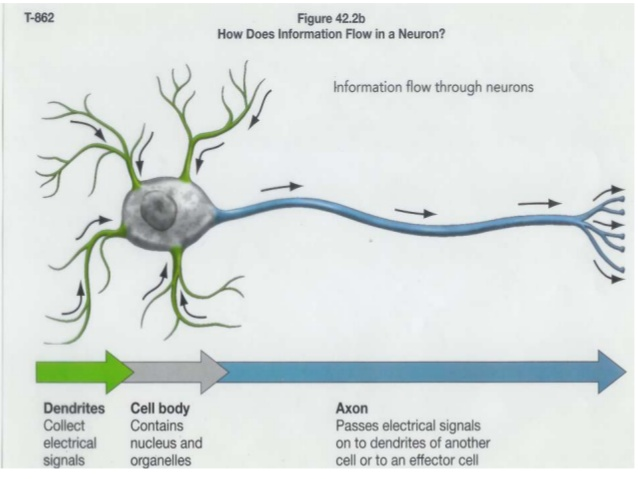 T-862
Figure 42.2b
How Does Information Flow in a Neuron?
Information flow through neurons
Dendrites
Collect
electrical
signals
Cell body
Contains
nucleus and
organelles
Axon
Passes electrical signals
on to dendrites of another
cell or to an effector cell